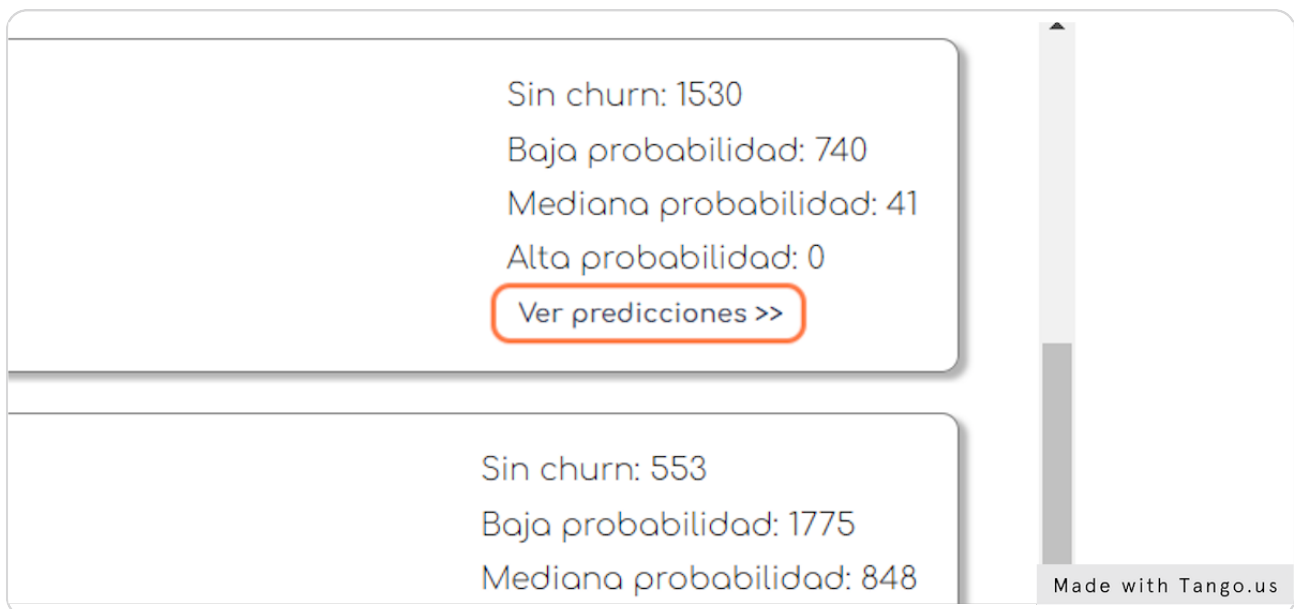 Sin churn: 1530
Baja probabilidad: 740
Mediana probabilidad: 41
Alta probabilidad: 0
Ver predicciones >>
Sin churn: 553
Baja probabilidad: 1775
Mediana probabilidad: 848
Made with Tango.us